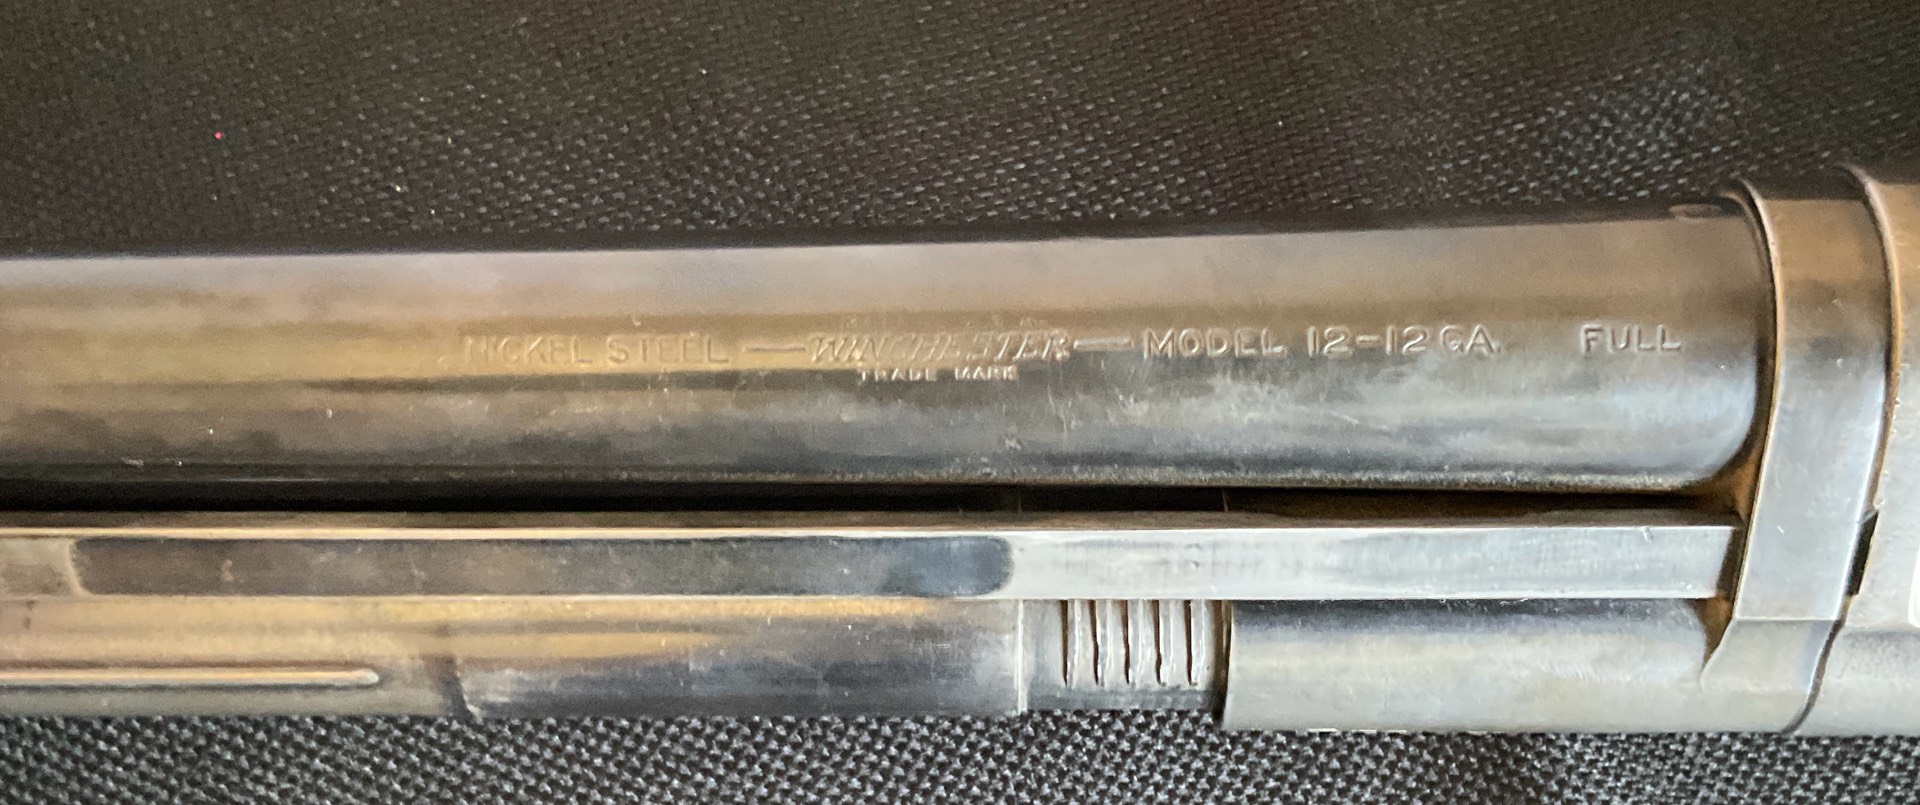 NICKEL STEEL — WINCHESTER — MODEL 12-12 GA. FULL
TRADE MARK